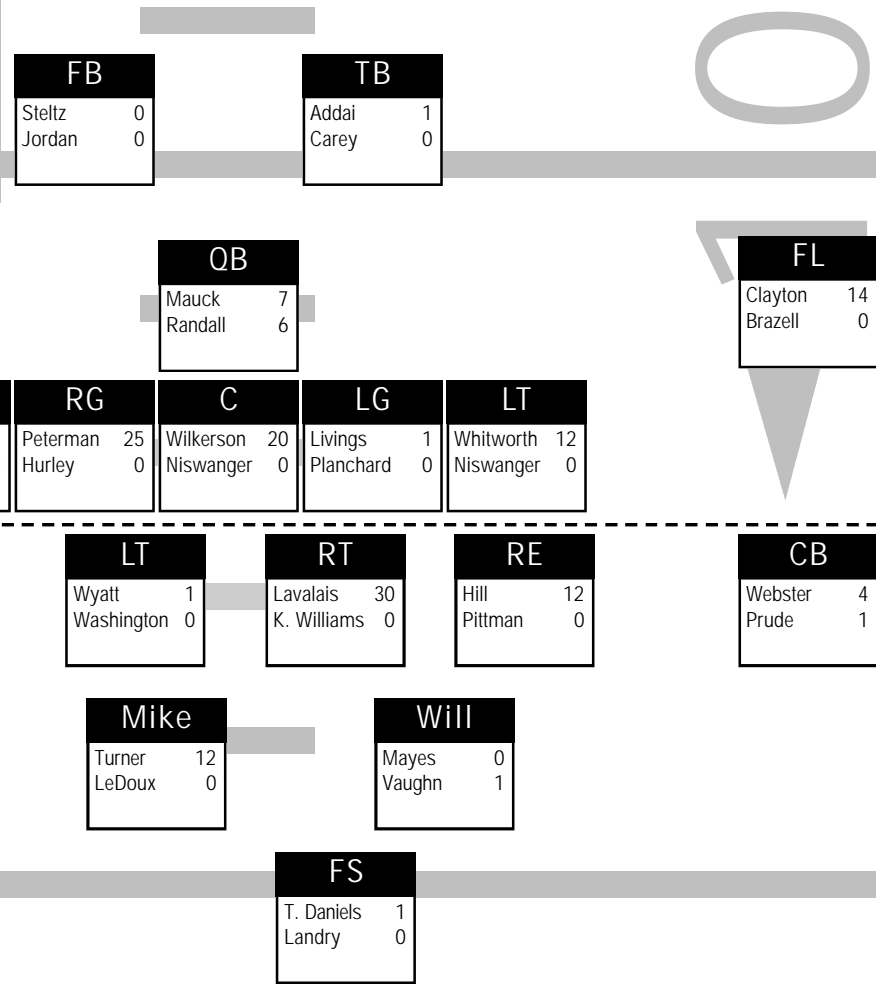 FB
Steltz 0
Jordan 0
TB
Addai 1
Carey 0
QB
Mauck 7
Randall 6
FL
Clayton 14
Brazell 0
RG
Peterman 25
Hurley 0
C
Wilkerson 20
Niswanger 0
LG
Livings 1
Planchard 0
LT
Whitworth 12
Niswanger 0
LT
Wyatt 1
Washington 0
RT
Lavalais 30
K. Williams 0
RE
Hill 12
Pittman 0
CB
Webster 4
Prude 1
Mike
Turner 12
LeDoux 0
Will
Mayes 0
Vaughn 1
FS
T. Daniels 1
Landry 0